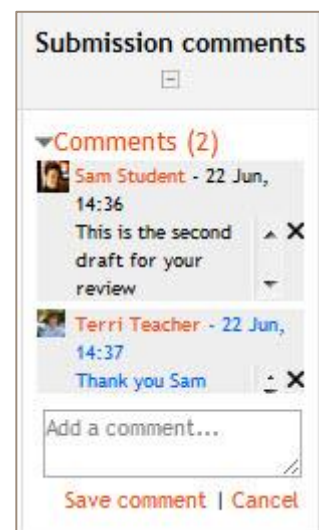 Submission comments
Comments (2)
Sam Student - 22 Jun,
14:36
This is the second
draft for your
review
Terri Teacher - 22 Jun,
14:37
Thank you Sam
Add a comment...
Save comment | Cancel